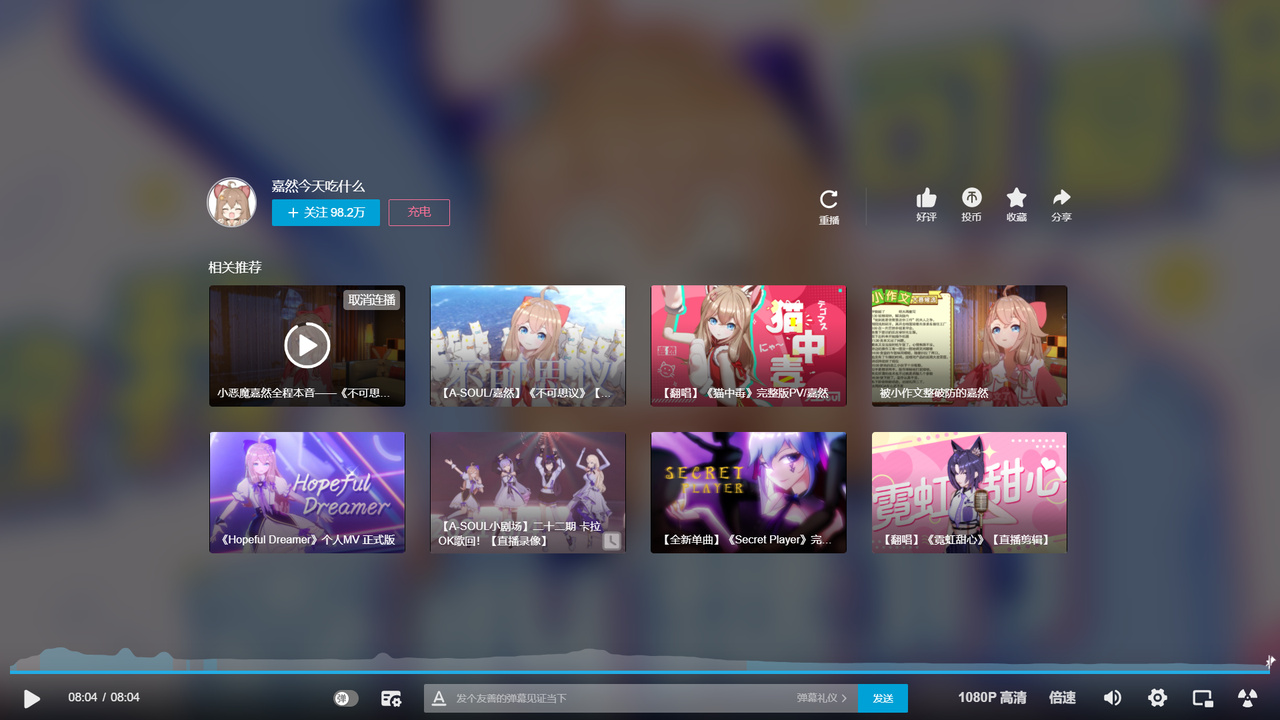 嘉然今天吃什么
+ 关注 98.2万
充电
重播
好评
投币
收藏
分享
相关推荐
取消连播
小恶魔嘉然全程本音——《不可思...
不可思议
【A-SOUL/嘉然】《不可思议》【...
猫中毒
【翻唱】《猫中毒》完整版PV/嘉然
小作文
被小作文整破防的嘉然
Hopeful
Dreamer
《Hopeful Dreamer》个人MV 正式版
【A-SOUL小剧场】二十二期 卡拉
OK歌回！【直播录像】
SECRET
PLAYER
【全新单曲】《Secret Player》完...
霓虹甜心
【翻唱】《霓虹甜心》【直播剪辑】
08:04 / 08:04
弹
发个友善的弹幕见证当下
弹幕礼仪 >
发送
1080P 高清
倍速